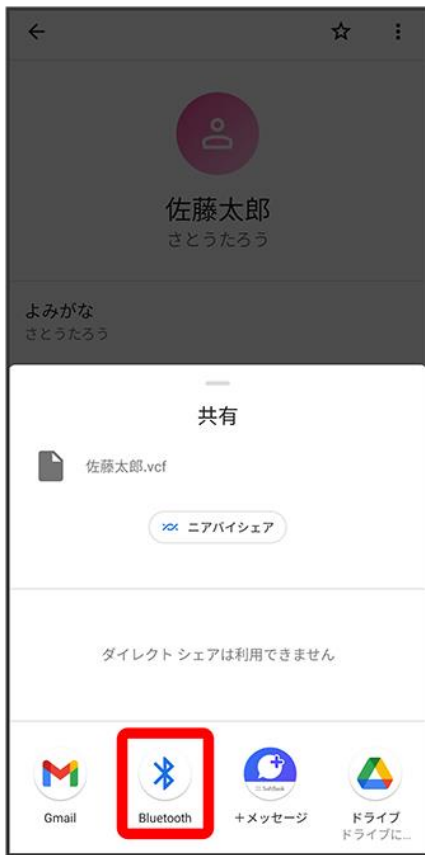 佐藤太郎
さとうたろう
よみがな
さとうたろう
共有
佐藤太郎.vcf
ニアバイシェア
ダイレクト シェアは利用できません
Gmail
Bluetooth
SoftBank
+メッセージ
ドライブ
ドライブに...